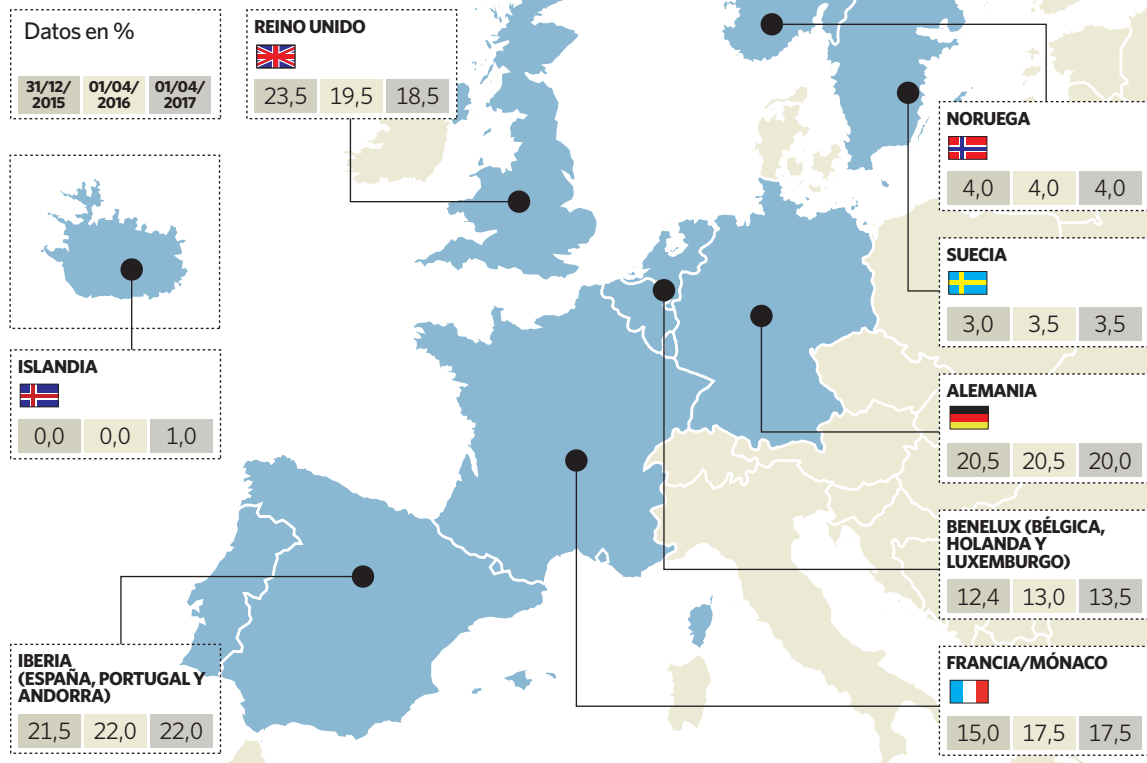 Datos en %
31/12/ 01/04/ 01/04/
2015 2016 2017
REINO UNIDO
23,5 19,5 18,5
NORUEGA
4,0 4,0 4,0
SUECIA
3,0 3,5 3,5
ISLANDIA
0,0 0,0 1,0
ALEMANIA
20,5 20,5 20,0
BENELUX (BÉLGICA,
HOLANDA Y
LUXEMBURGO)
12,4 13,0 13,5
IBERIA
(ESPAÑA, PORTUGAL Y
ANDORRA)
21,5 22,0 22,0
FRANCIA/MÓNACO
15,0 17,5 17,5